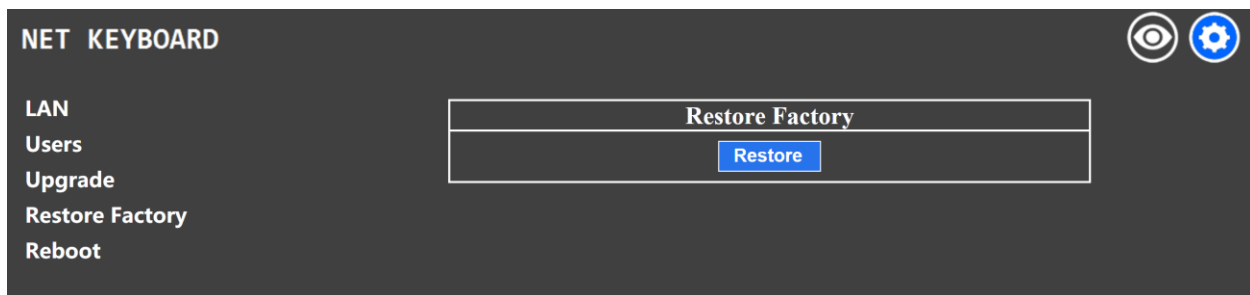 NET KEYBOARD
LAN
Users
Upgrade
Restore Factory
Reboot
Restore Factory
Restore